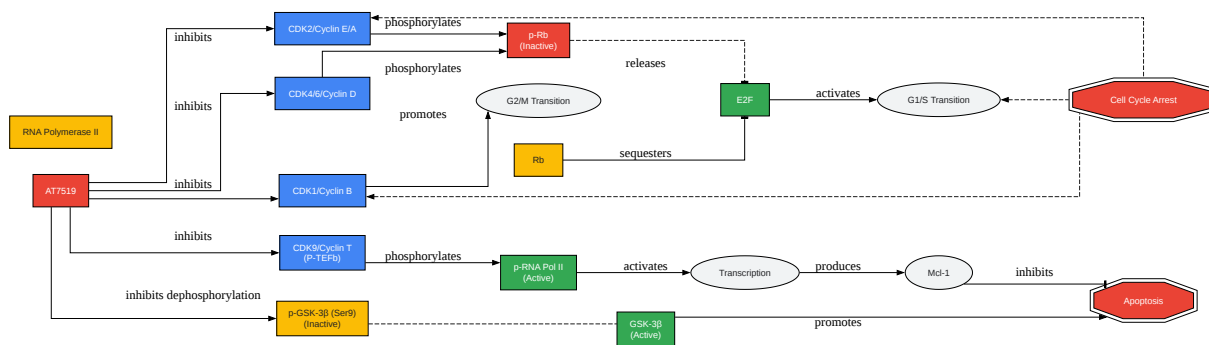 CDK2/Cyclin E/A
phosphorylates
p-Rb
(Inactive)
inhibits
releases
phosphorylates
CDK4/6/Cyclin D
G2/M Transition
E2F
activates
G1/S Transition
Cell Cycle Arrest
inhibits
promotes
RNA Polymerase II
Rb
sequesters
AT7519
inhibits
CDK1/Cyclin B
inhibits
CDK9/Cyclin T
(P-TEFb)
phosphorylates
p-RNA Pol II
(Active)
activates
Transcription
produces
Mcl-1
inhibits
Apoptosis
inhibits dephosphorylation
p-GSK-3β (Ser9)
(Inactive)
GSK-3β
(Active)
promotes